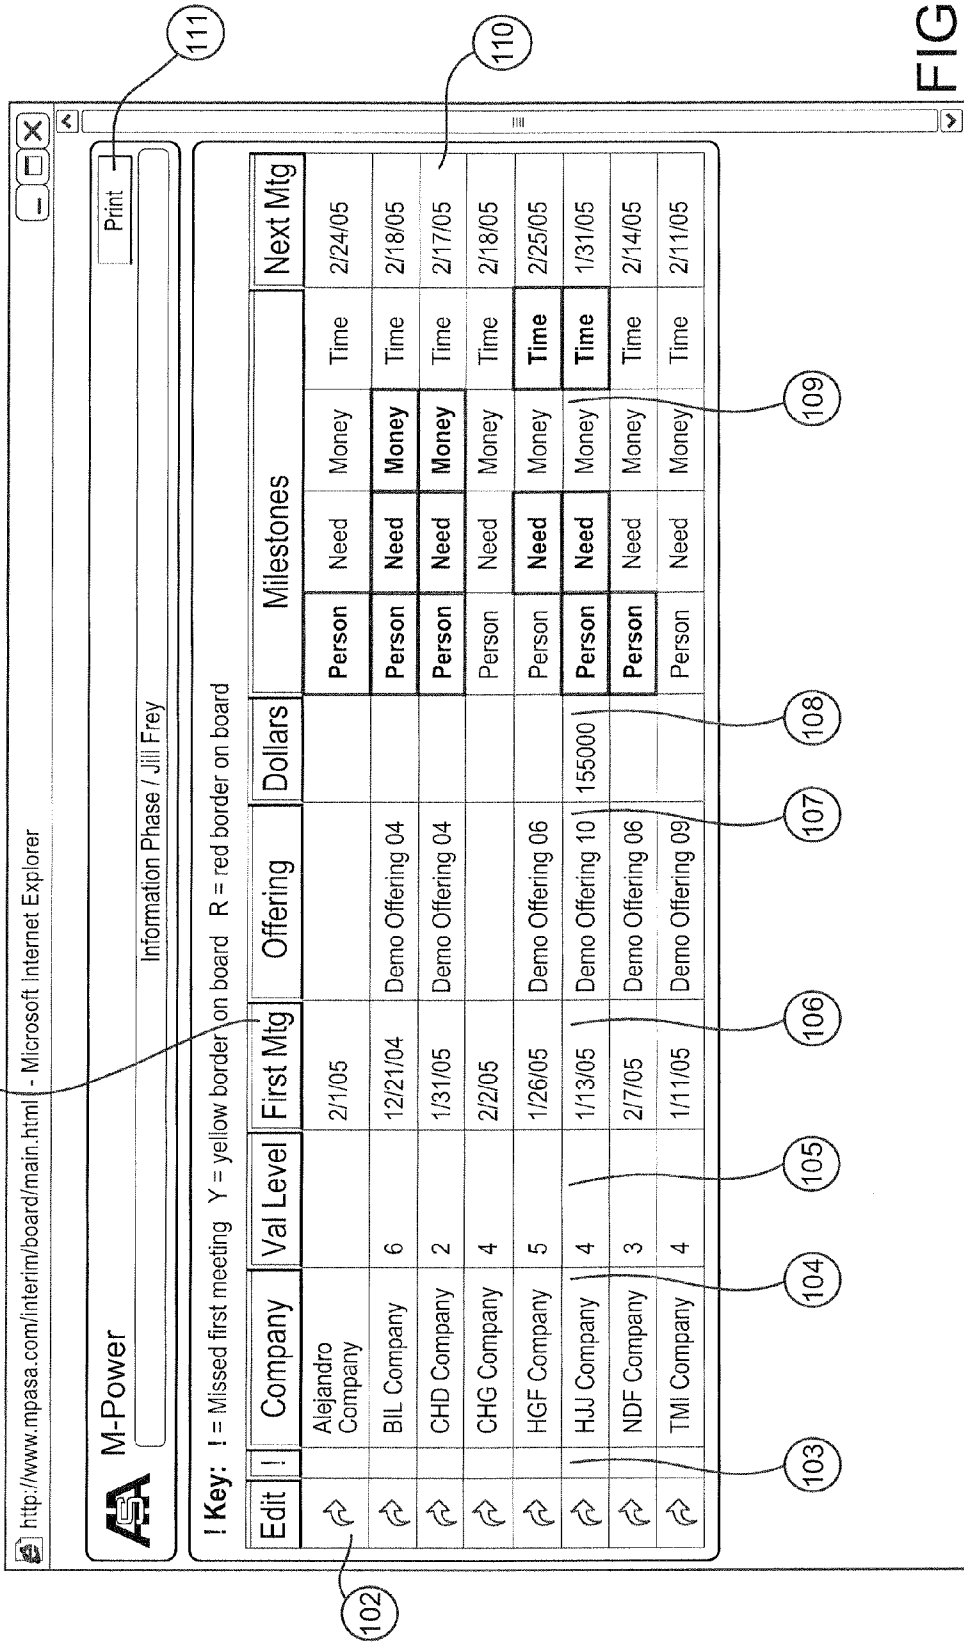 http://www.mpasa.com/interim/board/main.html - Microsoft Internet Explorer
ASA M-Power
Print
111
Information Phase / Jill Frey
! Key: ! = Missed first meeting Y = yellow border on board R = red border on board
Edit ! Company Val Level First Mtg Offering Dollars Milestones Next Mtg
Alejandro
Company 2/1/05 Person Need Money Time 2/24/05
BIL Company 6 12/21/04 Demo Offering 04 Person Need Money Time 2/18/05
CHD Company 2 1/31/05 Demo Offering 04 Person Need Money Time 2/17/05
CHG Company 4 2/2/05 Person Need Money Time 2/18/05
HGF Company 5 1/26/05 Demo Offering 06 Person Need Money Time 2/25/05
HJJ Company 4 1/13/05 Demo Offering 10 155000 Person Need Money Time 1/31/05
NDF Company 3 2/7/05 Demo Offering 06 Person Need Money Time 2/14/05
TMI Company 4 1/11/05 Demo Offering 09 Person Need Money Time 2/11/05
102
110
103
104
105
106
107
108
109
FIG